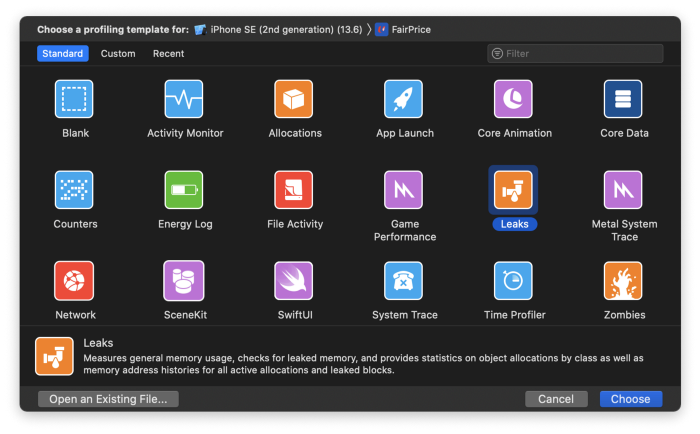 Choose a profiling template for: iPhone SE (2nd generation) (13.6) 〉 FairPrice
Standard Custom Recent Filter
Blank Activity Monitor Allocations App Launch Core Animation Core Data
Counters Energy Log File Activity Game Performance Leaks Metal System Trace
Network SceneKit SwiftUI System Trace Time Profiler Zombies
Leaks
Measures general memory usage, checks for leaked memory, and provides statistics on object allocations by class as well as
memory address histories for all active allocations and leaked blocks.
Open an Existing File... Cancel Choose